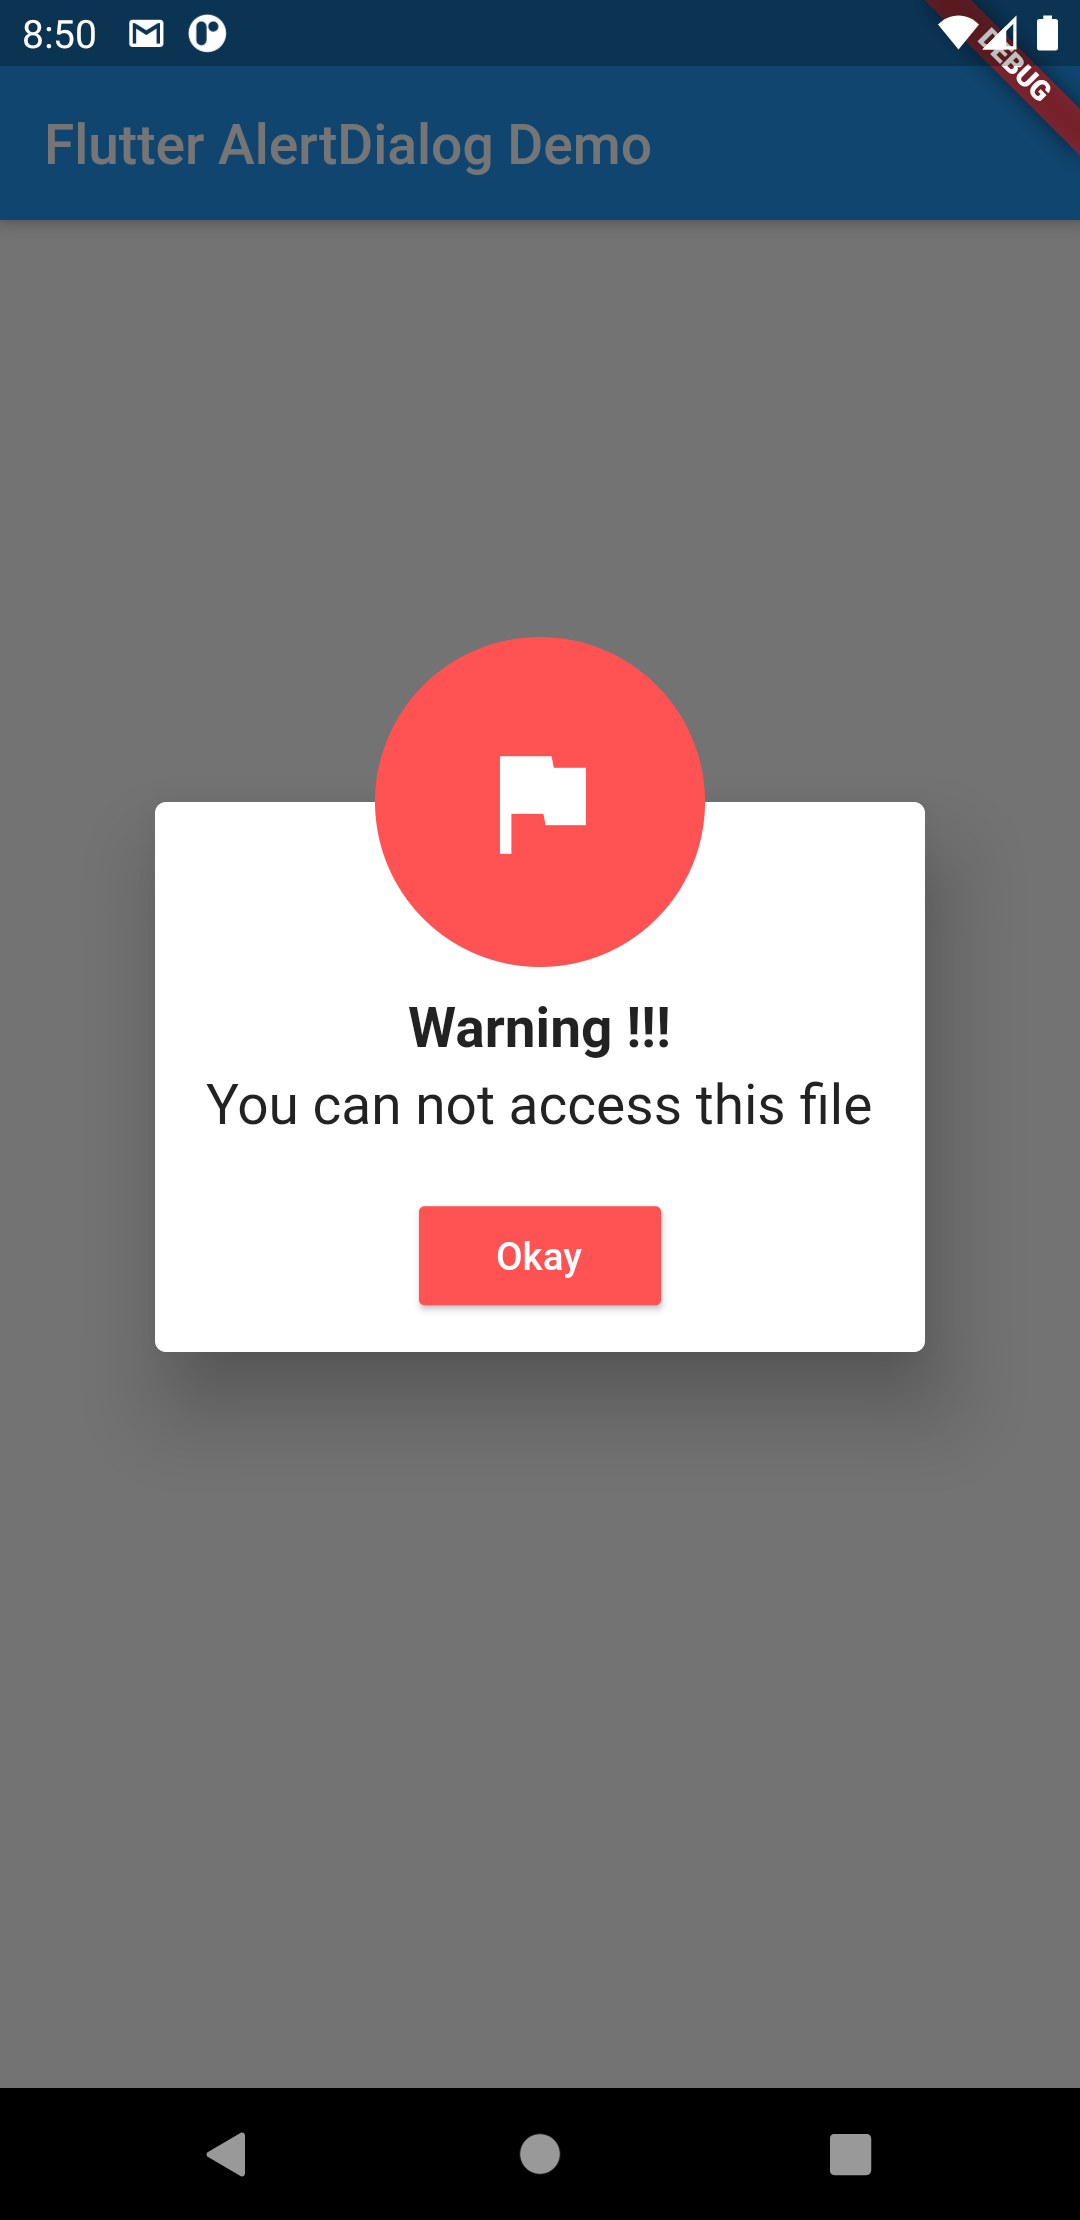 8:50
DEBUG
Flutter AlertDialog Demo
Warning !!!
You can not access this file
Okay